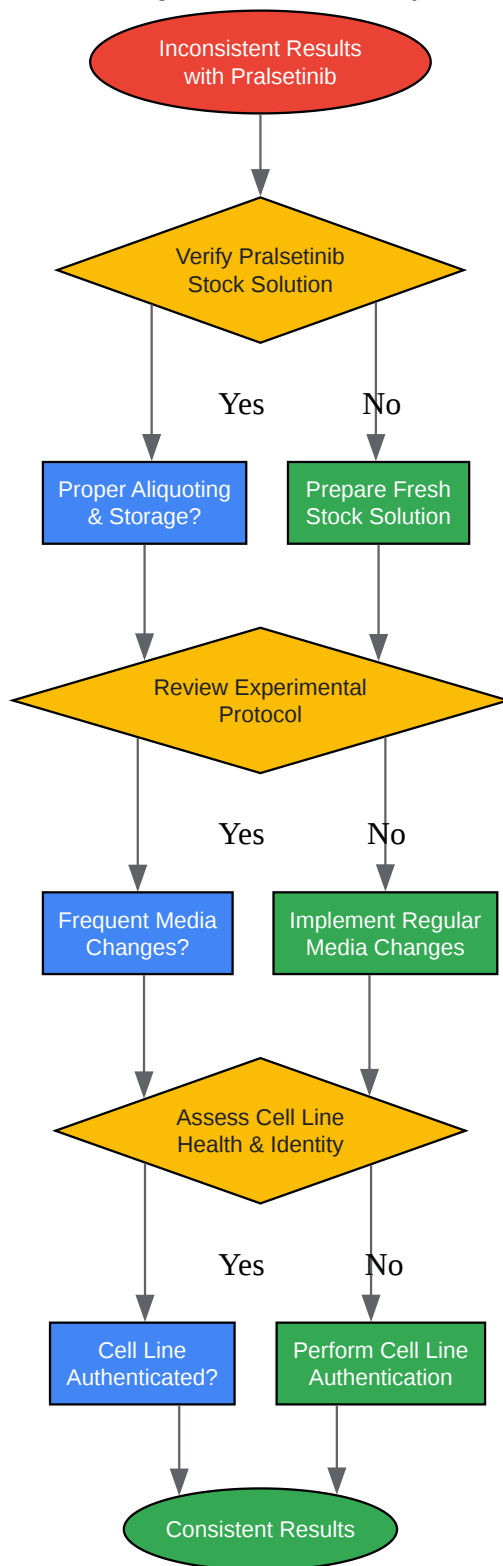 Inconsistent Results
with Pralsetinib
Verify Pralsetinib
Stock Solution
Yes
No
Proper Aliquoting
& Storage?
Prepare Fresh
Stock Solution
Review Experimental
Protocol
Yes
No
Frequent Media
Changes?
Implement Regular
Media Changes
Assess Cell Line
Health & Identity
Yes
No
Cell Line
Authenticated?
Perform Cell Line
Authentication
Consistent Results